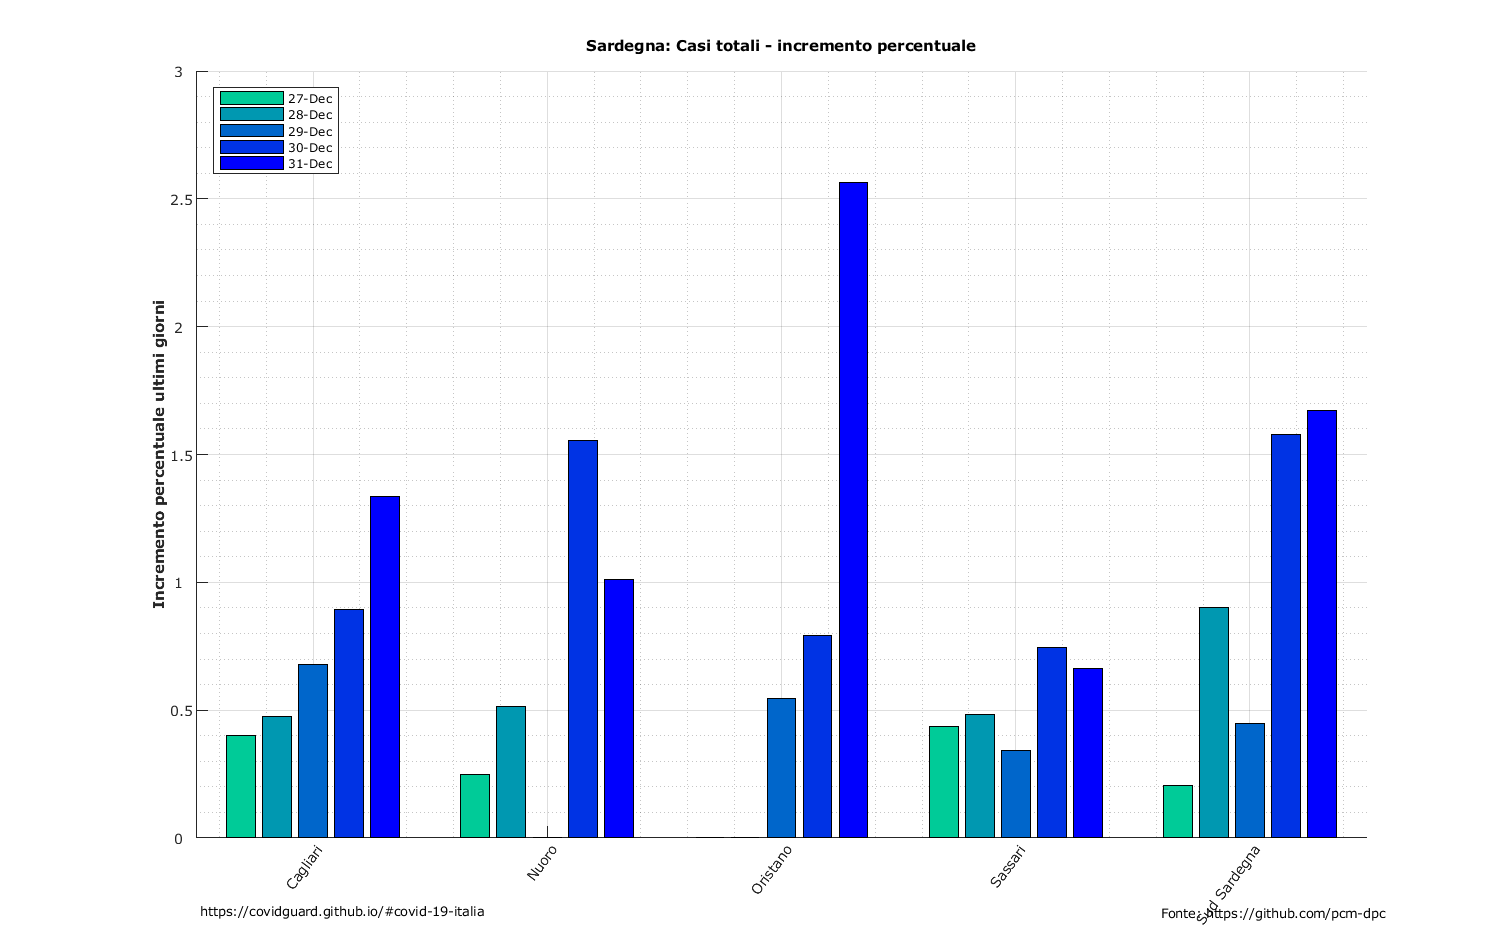 Sardegna: Casi totali - incremento percentuale
3
2.5
2
1.5
1
0.5
0
Incremento percentuale ultimi giorni
27-Dec
28-Dec
29-Dec
30-Dec
31-Dec
Cagliari
Nuoro
Oristano
Sassari
Sud Sardegna
https://covidguard.github.io/#covid-19-italia
Fonte: https://github.com/pcm-dpc